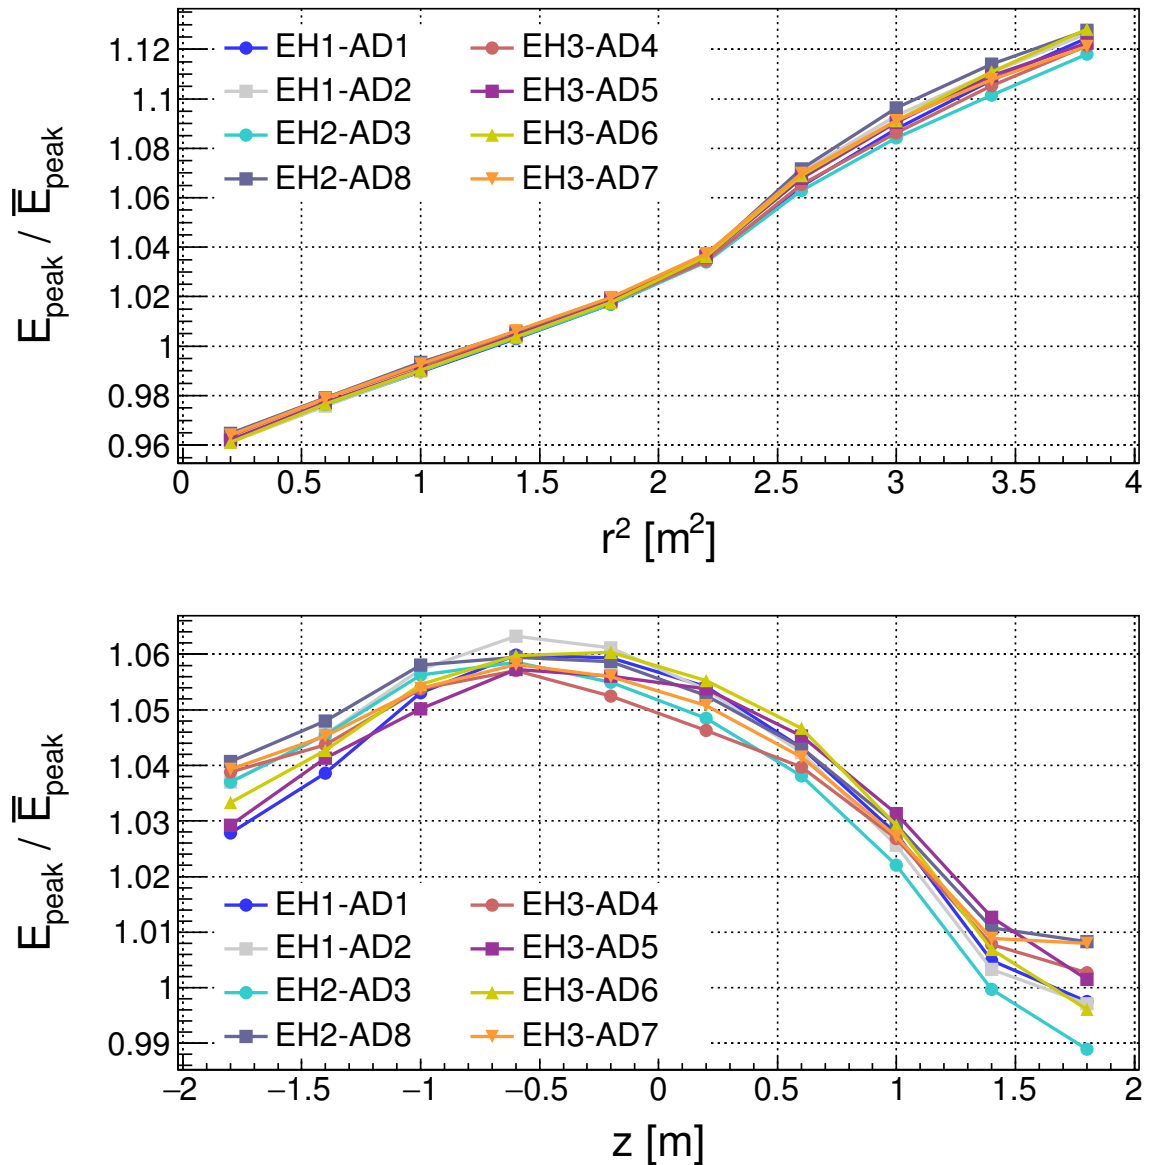 E_peak / E̅_peak
1.12
1.1
1.08
1.06
1.04
1.02
1
0.98
0.96
EH1-AD1 EH3-AD4
EH1-AD2 EH3-AD5
EH2-AD3 EH3-AD6
EH2-AD8 EH3-AD7
0 0.5 1 1.5 2 2.5 3 3.5 4
r² [m²]
E_peak / E̅_peak
1.06
1.05
1.04
1.03
1.02
1.01
1
0.99
EH1-AD1 EH3-AD4
EH1-AD2 EH3-AD5
EH2-AD3 EH3-AD6
EH2-AD8 EH3-AD7
−2 −1.5 −1 −0.5 0 0.5 1 1.5 2
z [m]